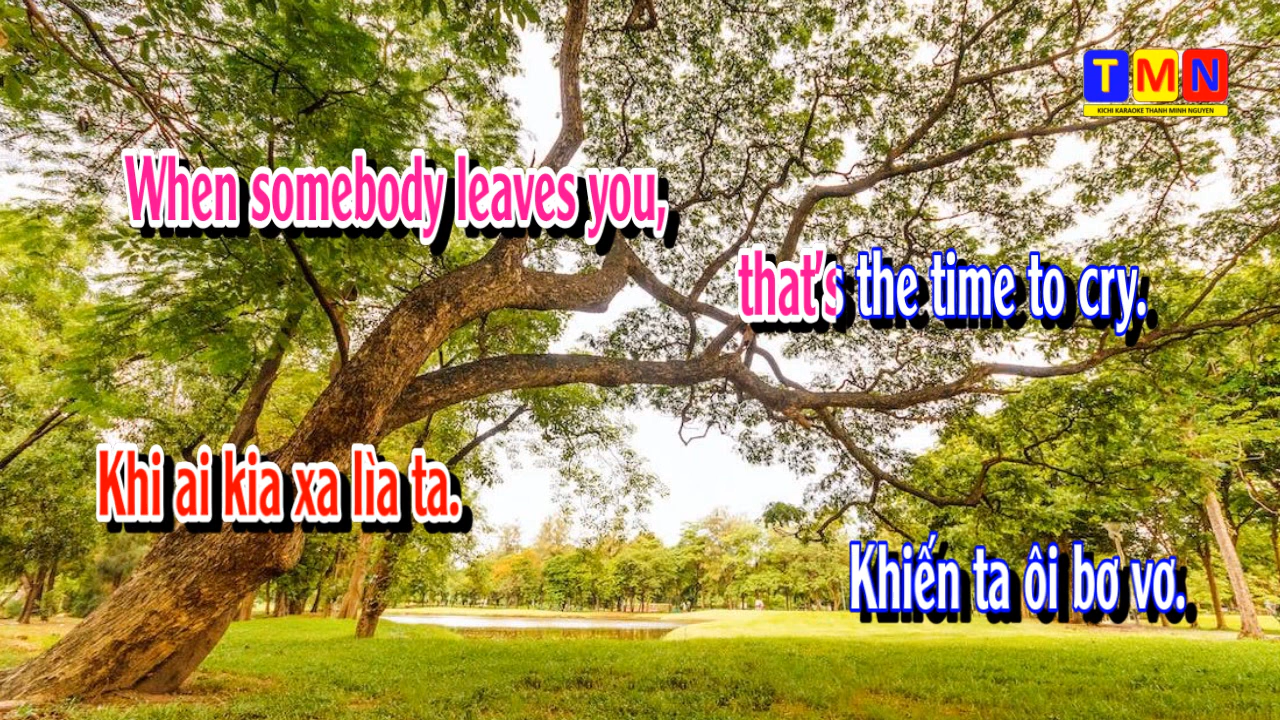 TMN
KICHI KARAOKE THANH MINH NGUYEN
When somebody leaves you,
that's the time to cry.
Khi ai kia xa lìa ta.
Khiến ta ôi bơ vơ.